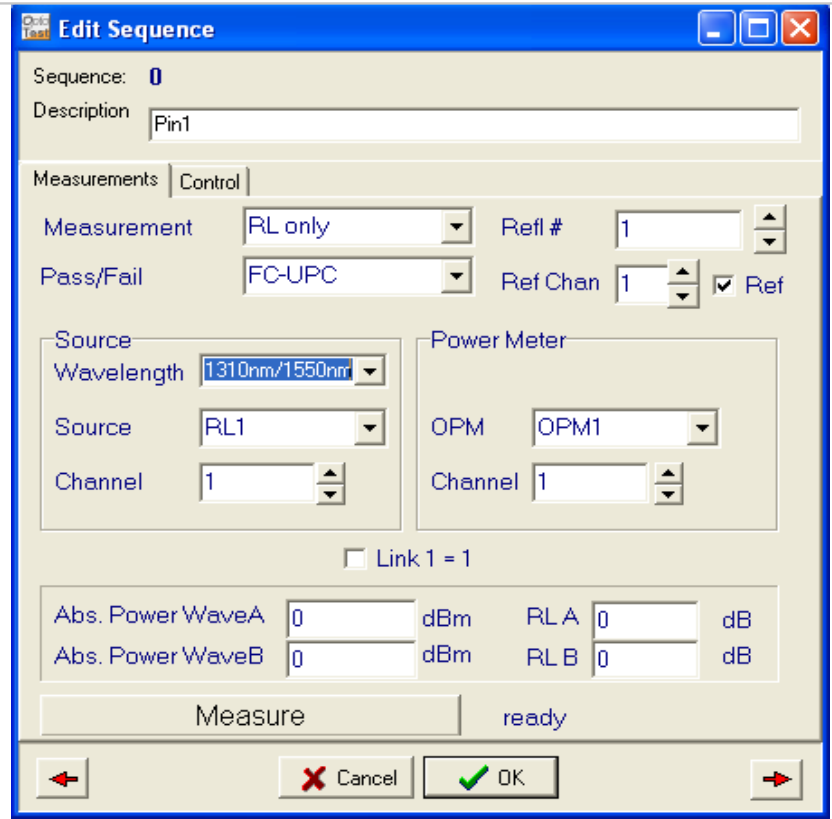 Opto Test Edit Sequence
Sequence: 0
Description Pin1
Measurements Control
Measurement RL only Refl # 1
Pass/Fail FC-UPC Ref Chan 1 Ref
Source Power Meter
Wavelength 1310nm/1550nm
Source RL1 OPM OPM1
Channel 1 Channel 1
Link 1 = 1
Abs. Power WaveA 0 dBm RL A 0 dB
Abs. Power WaveB 0 dBm RL B 0 dB
Measure ready
Cancel OK